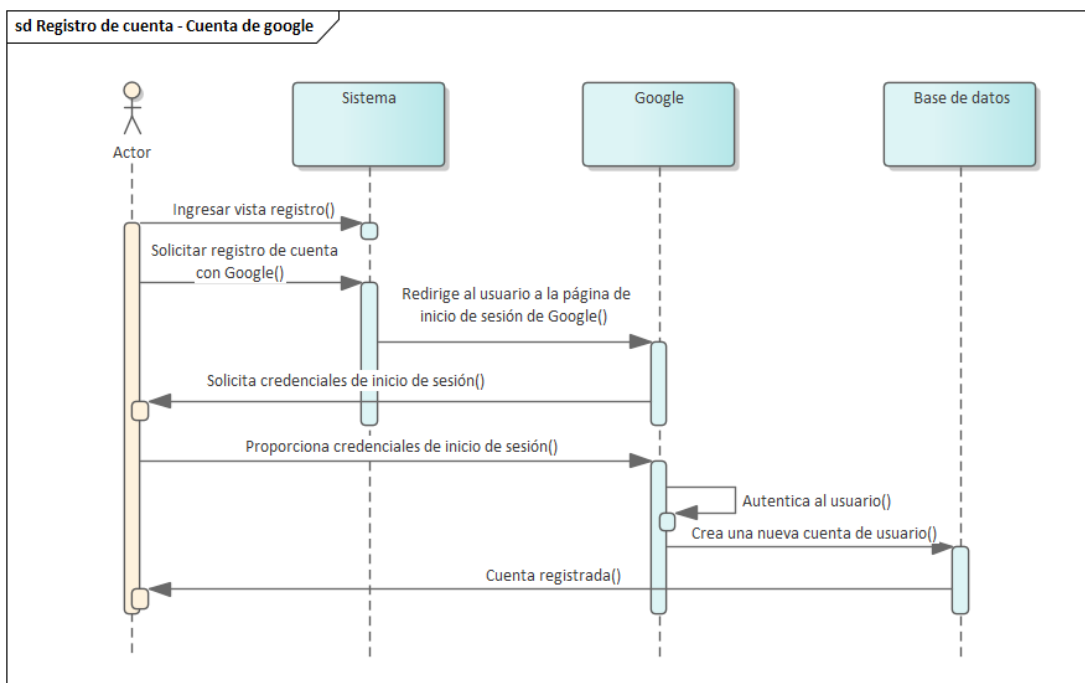 sd Registro de cuenta - Cuenta de google
Sistema
Google
Base de datos
Actor
Ingresar vista registro()
Solicitar registro de cuenta
con Google()
Redirige al usuario a la página de
inicio de sesión de Google()
Solicita credenciales de inicio de sesión()
Proporciona credenciales de inicio de sesión()
Autentica al usuario()
Crea una nueva cuenta de usuario()
Cuenta registrada()